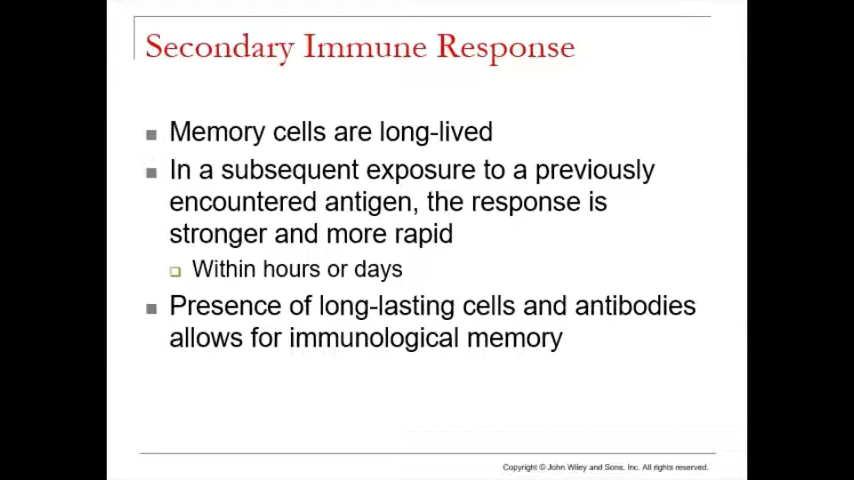 Secondary Immune Response
Memory cells are long-lived
In a subsequent exposure to a previously
encountered antigen, the response is
stronger and more rapid
Within hours or days
Presence of long-lasting cells and antibodies
allows for immunological memory
Copyright © John Wiley and Sons, Inc. All rights reserved.